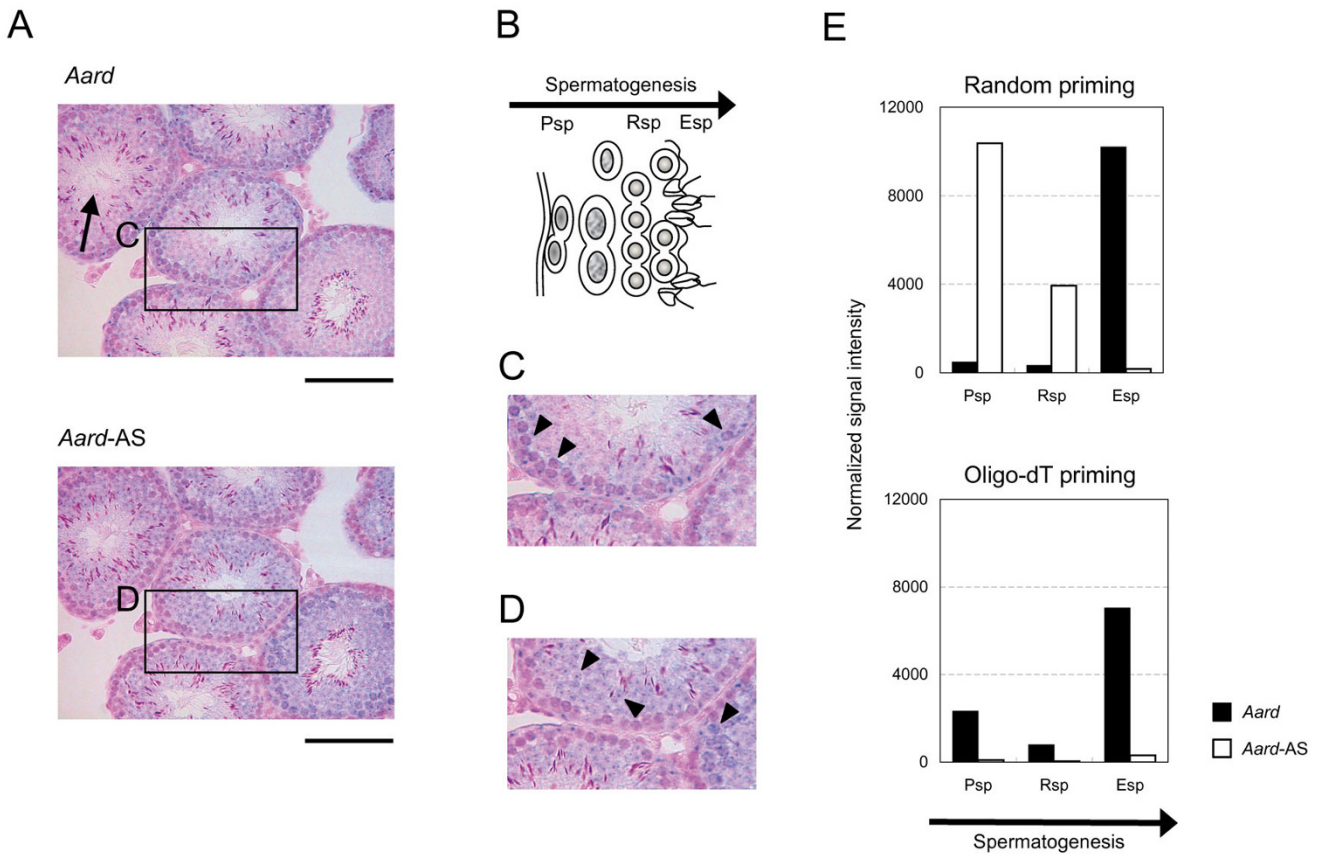 A
Aard
C
Aard-AS
D
B
Spermatogenesis
Psp Rsp Esp
C
D
E
Random priming
12000
8000
4000
0
Psp Rsp Esp
Normalized signal intensity
Oligo-dT priming
12000
8000
4000
0
Psp Rsp Esp
Spermatogenesis
Aard
Aard-AS